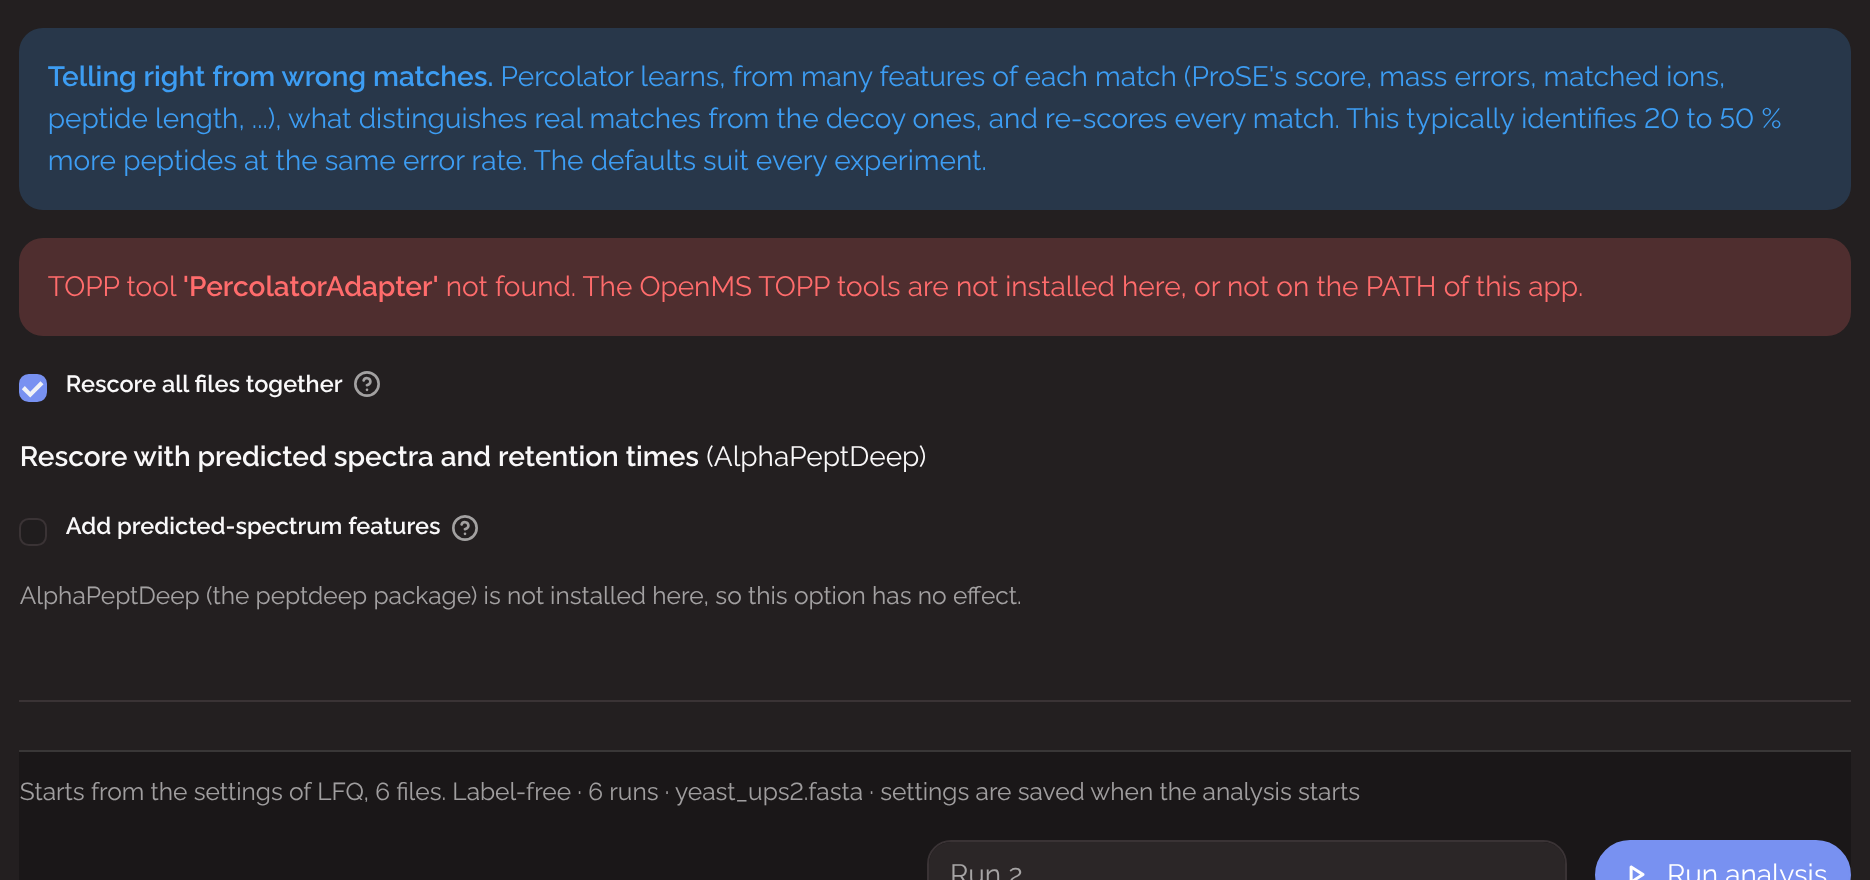 Telling right from wrong matches. Percolator learns, from many features of each match (ProSE's score, mass errors, matched ions,
peptide length, ...), what distinguishes real matches from the decoy ones, and re-scores every match. This typically identifies 20 to 50 %
more peptides at the same error rate. The defaults suit every experiment.
TOPP tool 'PercolatorAdapter' not found. The OpenMS TOPP tools are not installed here, or not on the PATH of this app.
Rescore all files together
Rescore with predicted spectra and retention times (AlphaPeptDeep)
Add predicted-spectrum features
AlphaPeptDeep (the peptdeep package) is not installed here, so this option has no effect.
Starts from the settings of LFQ, 6 files. Label-free · 6 runs · yeast_ups2.fasta · settings are saved when the analysis starts
Run 2
Run analysis